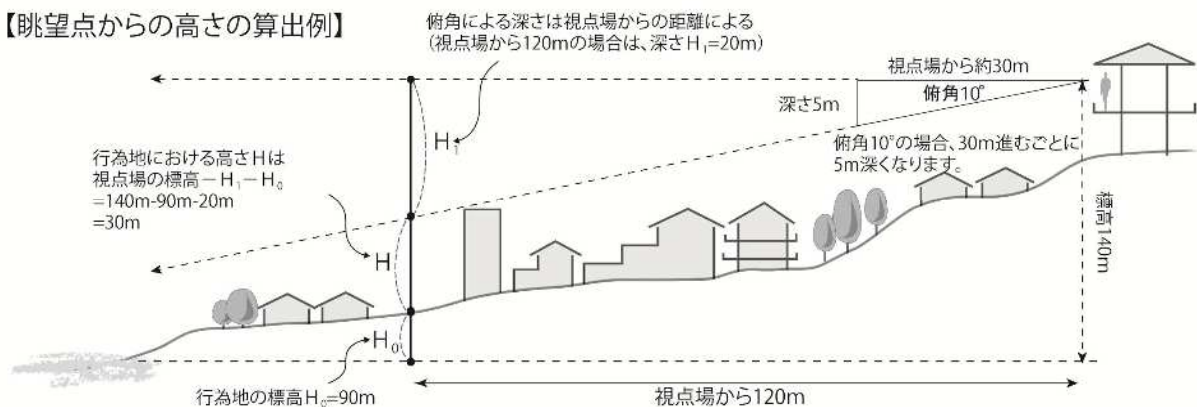 【眺望点からの高さの算出例】
俯角による深さは視点場からの距離による
(視点場から120mの場合は、深さH₁=20m)
視点場から約30m
俯角10°
深さ5m
俯角10°の場合、30m進むごとに
5m深くなります。
H₁
行為地における高さHは
視点場の標高－H₁－H₀
=140m-90m-20m
=30m
標高140m
H
H₀
行為地の標高H₀=90m
視点場から120m